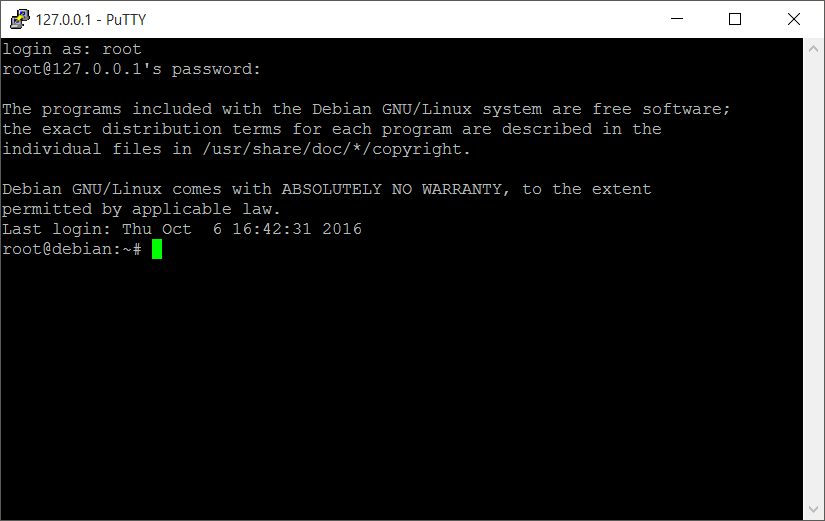 127.0.0.1 - PuTTY
login as: root
root@127.0.0.1's password:
The programs included with the Debian GNU/Linux system are free software;
the exact distribution terms for each program are described in the
individual files in /usr/share/doc/*/copyright.
Debian GNU/Linux comes with ABSOLUTELY NO WARRANTY, to the extent
permitted by applicable law.
Last login: Thu Oct  6 16:42:31 2016
root@debian:~#